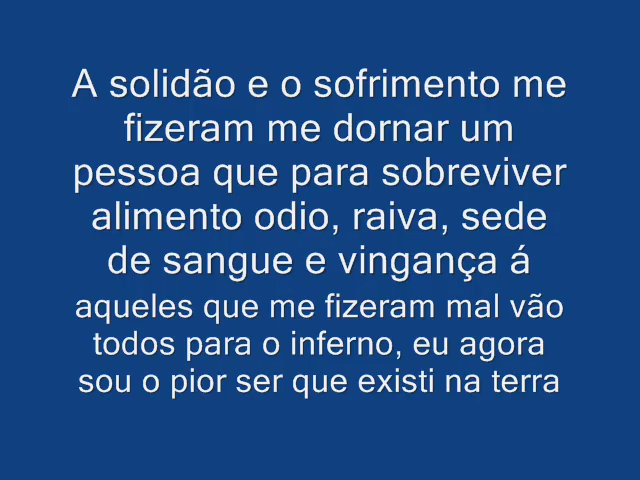 A solidão e o sofrimento me
fizeram me dornar um
pessoa que para sobreviver
alimento odio, raiva, sede
de sangue e vingança á
aqueles que me fizeram mal vão
todos para o inferno, eu agora
sou o pior ser que existi na terra